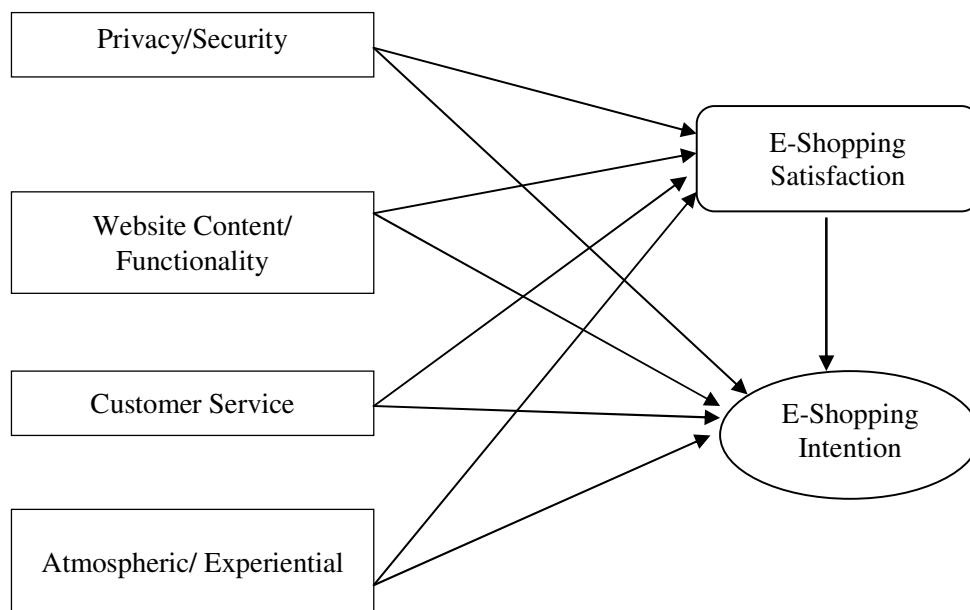 Privacy/Security
E-Shopping
Satisfaction
Website Content/
Functionality
Customer Service
E-Shopping
Intention
Atmospheric/ Experiential